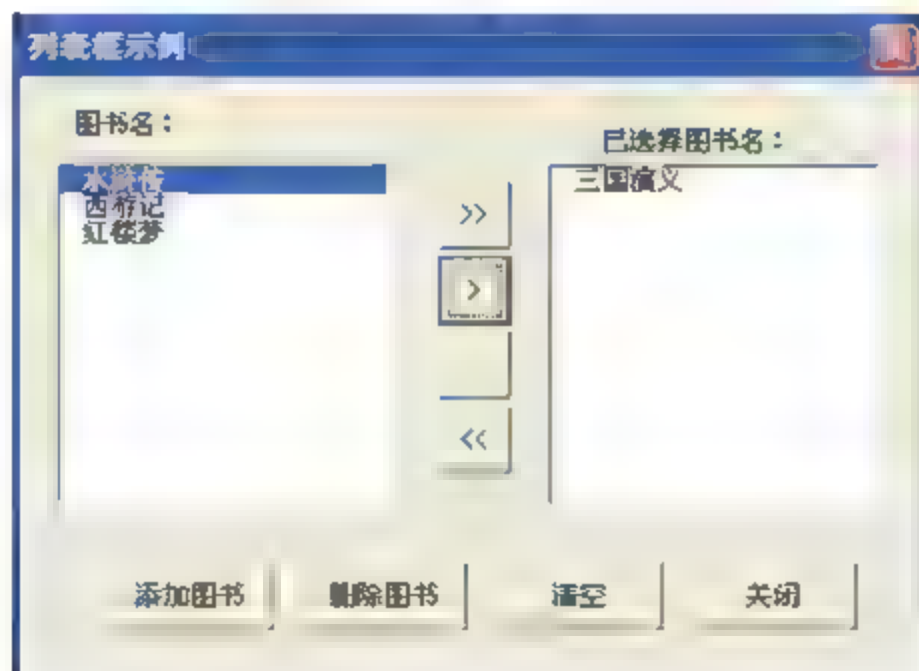 列表框示例
图书名：
已选择图书名：
水浒传
西游记
红楼梦
三国演义
>>
>
<<
添加图书
删除图书
清空
关闭